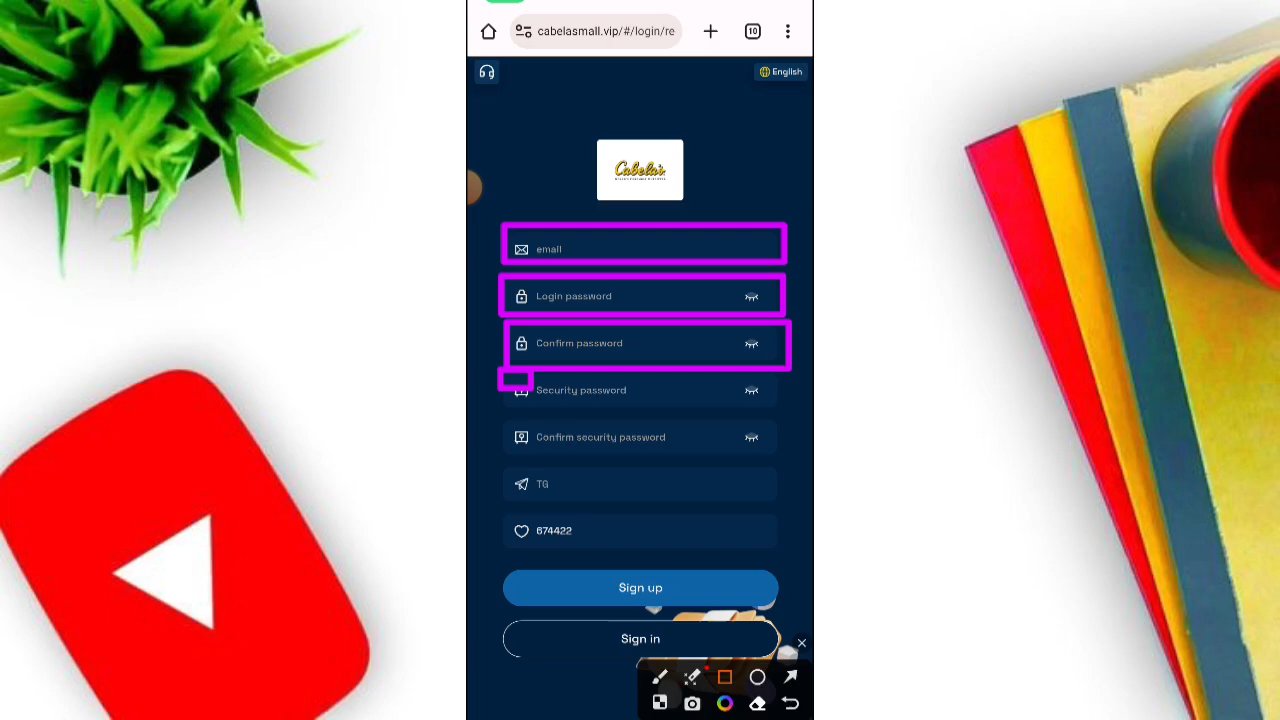 cabelasmall.vip/#/login/re
10
English
Cabela's
email
Login password
Confirm password
Security password
Confirm security password
TG
674422
Sign up
Sign in